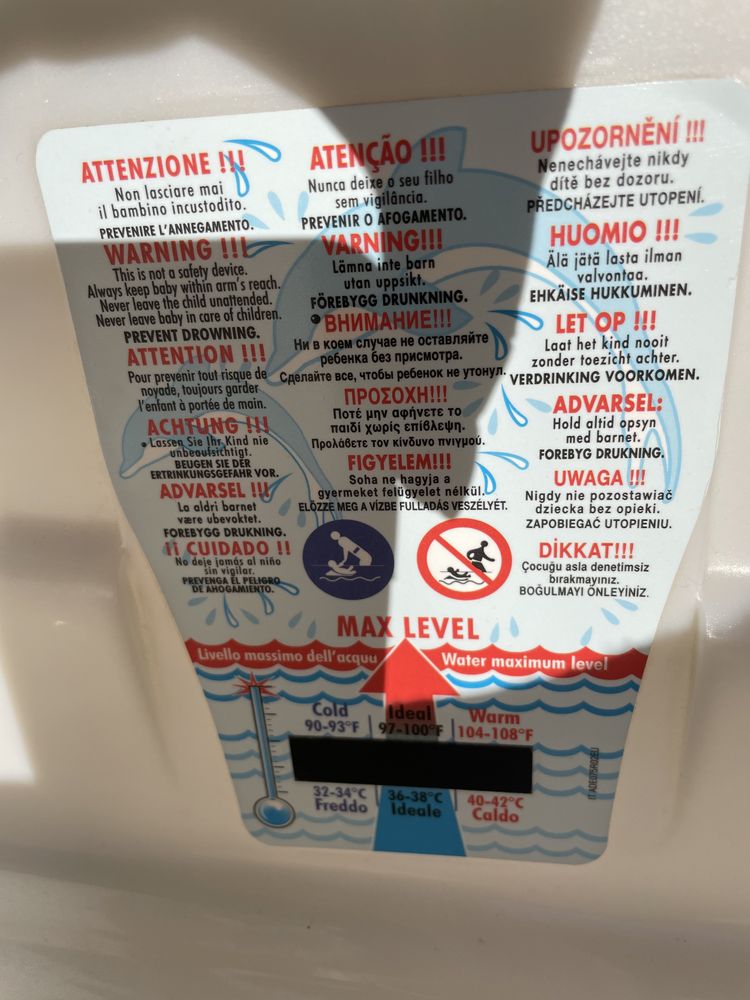 ATTENZIONE !!!
Non lasciare mai
il bambino incustodito.
PREVENIRE L'ANNEGAMENTO.
WARNING !!!
This is not a safety device.
Always keep baby within arm's reach.
Never leave the child unattended.
Never leave baby in care of children.
PREVENT DROWNING.
ATTENTION !!!
Pour prevenir tout risque de
noyade, toujours garder
l'enfant à portée de main.
ACHTUNG !!!
Lassen Sie Ihr Kind nie
unbeaufsichtigt.
BEUGEN SIE DER
ERTRINKUNGSGEFAHR VOR.
ADVARSEL !!!
La aldri barnet
være ubevoktet.
FOREBYGG DRUKNING.
¡¡ CUIDADO !!
No deje jamás al niño
sin vigilar.
PREVENGA EL PELIGRO
DE AHOGAMIENTO.
ATENÇÃO !!!
Nunca deixe o seu filho
sem vigilância.
PREVENIR O AFOGAMENTO.
VARNING!!!
Lämna inte barn
utan uppsikt.
FÖREBYGG DRUNKNING.
ВНИМАНИЕ!!!
Ни в коем случае не оставляйте
ребенка без присмотра.
Сделайте все, чтобы ребенок не утонул.
ΠΡΟΣΟΧΗ!!!
Ποτέ μην αφήνετε το
παιδί χωρίς επίβλεψη.
Προλάβετε τον κίνδυνο πνιγμού.
FIGYELEM!!!
Soha ne hagyja a
gyermeket felügyelet nélkül.
ELŐZZE MEG A VÍZBE FULLADÁS VESZÉLYÉT.
UPOZORNĚNÍ !!!
Nenechávejte nikdy
dítě bez dozoru.
PŘEDCHÁZEJTE UTOPENÍ.
HUOMIO !!!
Älä jätä lasta ilman
valvontaa.
EHKÄISE HUKKUMINEN.
LET OP !!!
Laat het kind nooit
zonder toezicht achter.
VERDRINKING VOORKOMEN.
ADVARSEL:
Hold altid opsyn
med barnet.
FOREBYG DRUKNING.
UWAGA !!!
Nigdy nie pozostawiać
dziecka bez opieki.
ZAPOBIEGAĆ UTOPIENIU.
DİKKAT!!!
Çocuğu asla denetimsiz
bırakmayınız.
BOĞULMAYI ÖNLEYİNİZ.
MAX LEVEL
Livello massimo dell'acqua
Water maximum level
Cold
90-93°F
Ideal
97-100°F
Warm
104-108°F
32-34°C
Freddo
36-38°C
Ideale
40-42°C
Caldo